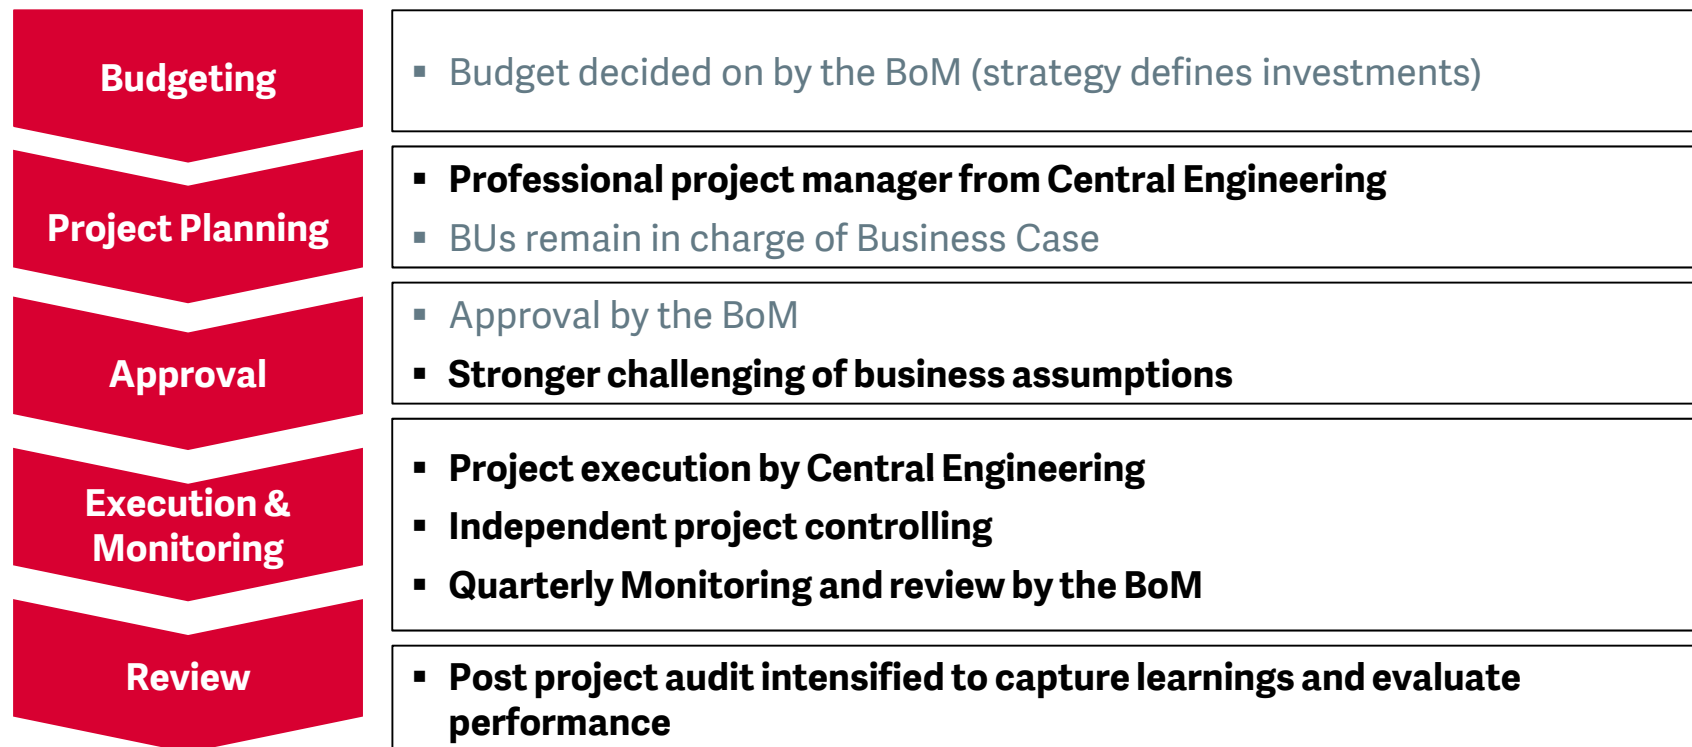 Budgeting
▪ Budget decided on by the BoM (strategy defines investments)
Project Planning
▪ Professional project manager from Central Engineering
▪ BUs remain in charge of Business Case
Approval
▪ Approval by the BoM
▪ Stronger challenging of business assumptions
Execution &
Monitoring
▪ Project execution by Central Engineering
▪ Independent project controlling
▪ Quarterly Monitoring and review by the BoM
Review
▪ Post project audit intensified to capture learnings and evaluate
performance